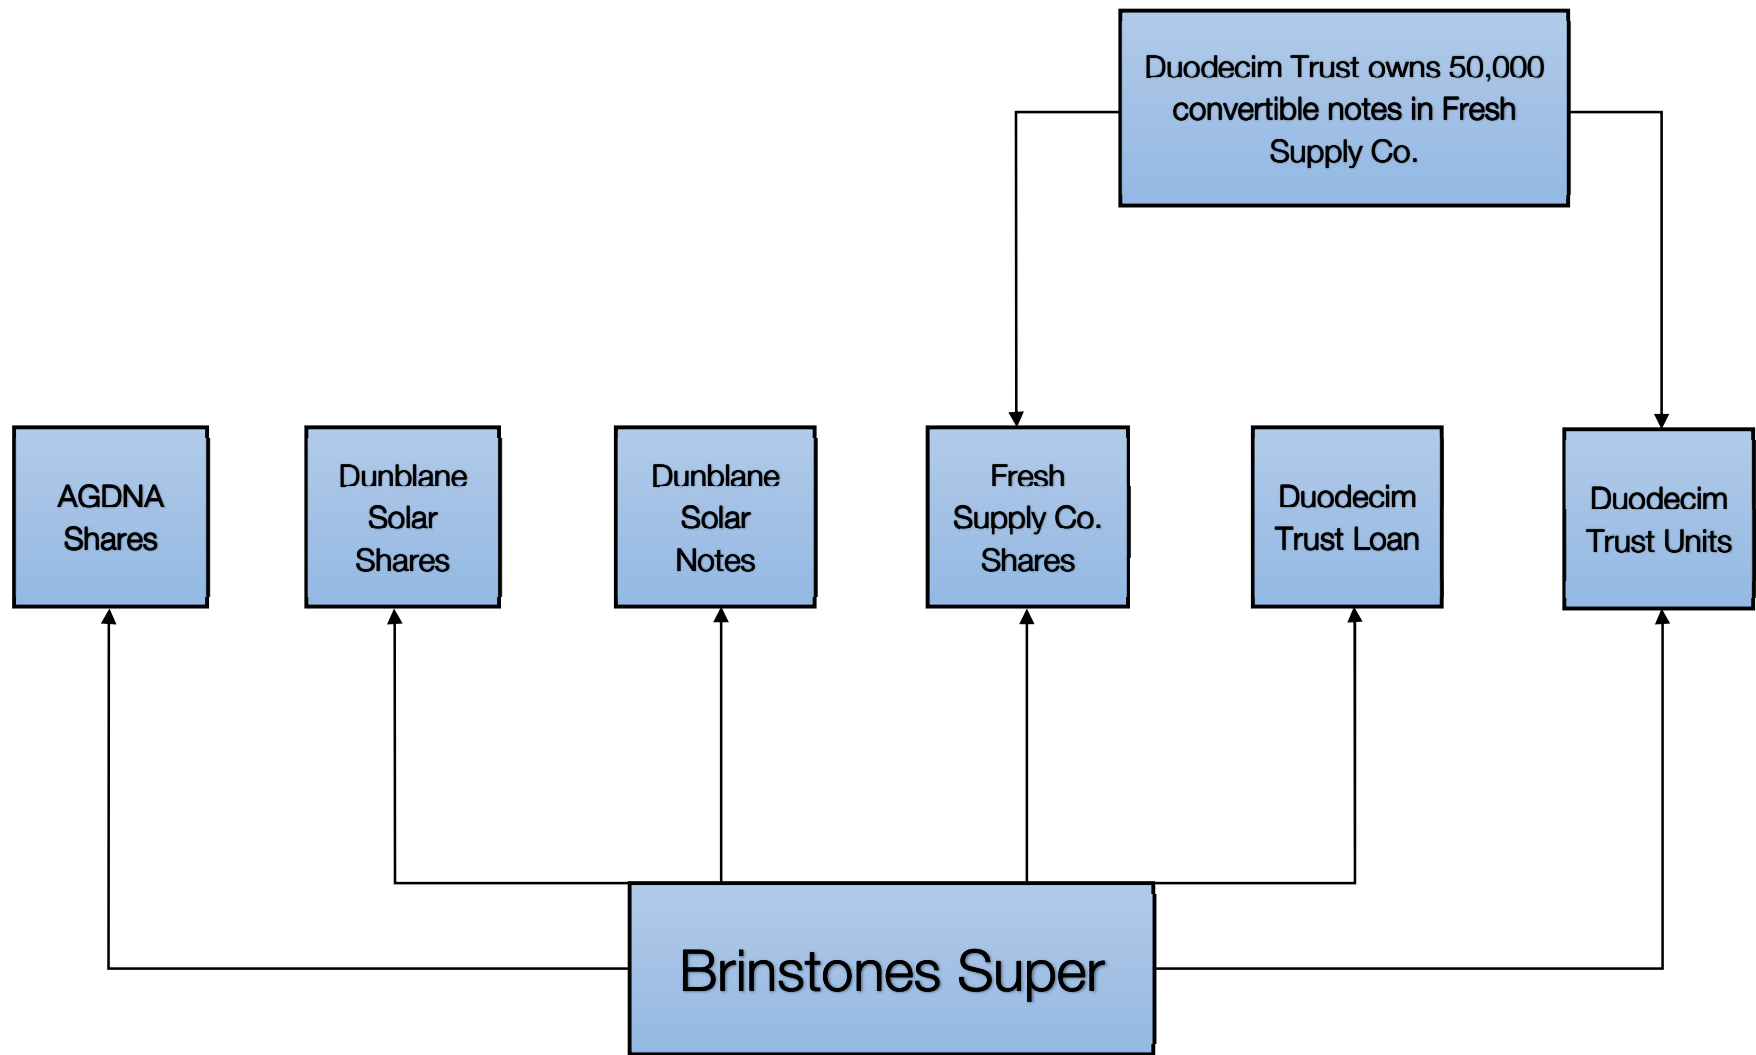 Duodecim Trust owns 50,000
convertible notes in Fresh
Supply Co.
AGDNA
Shares
Dunblane
Solar
Shares
Dunblane
Solar
Notes
Fresh
Supply Co.
Shares
Duodecim
Trust Loan
Duodecim
Trust Units
Brinstones Super